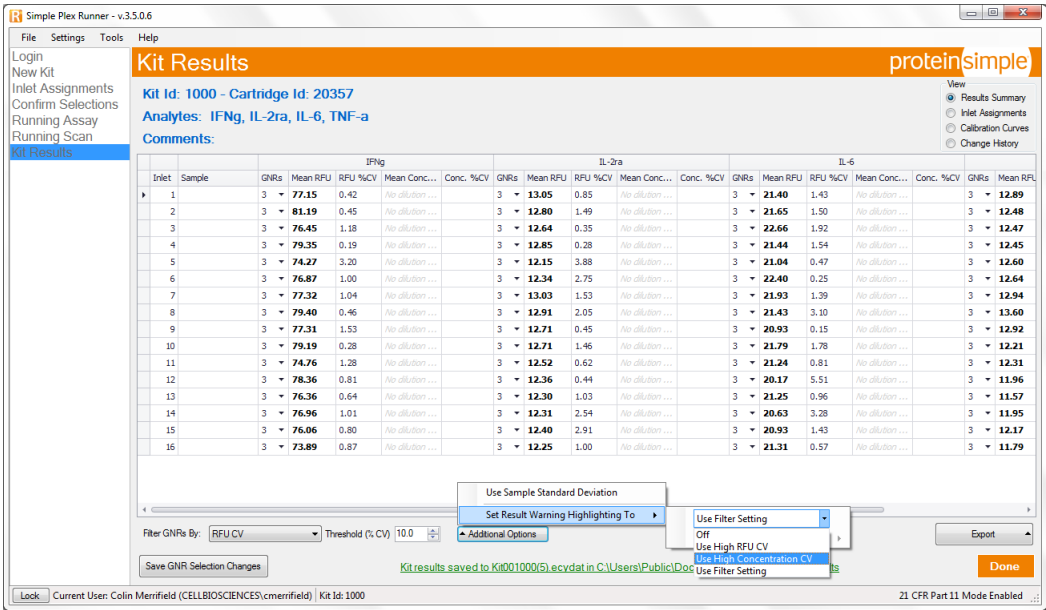 Simple Plex Runner - v.3.5.0.6
File Settings Tools Help
Login
New Kit
Inlet Assignments
Confirm Selections
Running Assay
Running Scan
Kit Results
Kit Results
proteinsimple
Kit Id: 1000 - Cartridge Id: 20357
Analytes: IFNg, IL-2ra, IL-6, TNF-a
Comments:
View
Results Summary
Inlet Assignments
Calibration Curves
Change History
IFNg IL-2ra IL-6
Inlet Sample GNRs Mean RFU RFU %CV Mean Conc... Conc. %CV GNRs Mean RFU RFU %CV Mean Conc... Conc. %CV GNRs Mean RFU RFU %CV Mean Conc... Conc. %CV GNRs Mean RFU
1 3 77.15 0.42 No dilution ... 3 13.05 0.85 No dilution ... 3 21.40 1.43 No dilution ... 3 12.89
2 3 81.19 0.45 No dilution ... 3 12.80 1.49 No dilution ... 3 21.65 1.50 No dilution ... 3 12.48
3 3 76.45 1.18 No dilution ... 3 12.64 0.35 No dilution ... 3 22.66 1.92 No dilution ... 3 12.47
4 3 79.35 0.19 No dilution ... 3 12.85 0.28 No dilution ... 3 21.44 1.54 No dilution ... 3 12.45
5 3 74.27 3.20 No dilution ... 3 12.15 3.88 No dilution ... 3 21.04 0.47 No dilution ... 3 12.60
6 3 76.87 1.00 No dilution ... 3 12.34 2.75 No dilution ... 3 22.40 0.25 No dilution ... 3 12.64
7 3 77.32 1.04 No dilution ... 3 13.03 1.53 No dilution ... 3 21.93 1.39 No dilution ... 3 12.94
8 3 79.40 0.46 No dilution ... 3 12.91 2.05 No dilution ... 3 21.43 3.10 No dilution ... 3 13.60
9 3 77.31 1.53 No dilution ... 3 12.71 0.45 No dilution ... 3 20.93 0.15 No dilution ... 3 12.92
10 3 79.19 0.28 No dilution ... 3 12.71 1.46 No dilution ... 3 21.79 1.78 No dilution ... 3 12.21
11 3 74.76 1.28 No dilution ... 3 12.52 0.62 No dilution ... 3 21.24 0.81 No dilution ... 3 12.31
12 3 78.36 0.81 No dilution ... 3 12.36 0.44 No dilution ... 3 20.17 5.51 No dilution ... 3 11.96
13 3 76.36 0.64 No dilution ... 3 12.30 1.03 No dilution ... 3 21.25 0.96 No dilution ... 3 11.57
14 3 76.96 1.01 No dilution ... 3 12.31 2.54 No dilution ... 3 20.63 3.28 No dilution ... 3 11.95
15 3 76.06 0.80 No dilution ... 3 12.40 2.91 No dilution ... 3 20.93 1.43 No dilution ... 3 12.17
16 3 73.89 0.87 No dilution ... 3 12.25 1.00 No dilution ... 3 21.31 0.57 No dilution ... 3 11.79
Use Sample Standard Deviation
Set Result Warning Highlighting To
Use Filter Setting
Off
Use High RFU CV
Use High Concentration CV
Use Filter Setting
Filter GNRs By: RFU CV Threshold (% CV) 10.0 Additional Options Export
Save GNR Selection Changes Kit results saved to Kit001000(5).ecydat in C:\Users\Public\Doc ts Done
Lock Current User: Colin Merrifield (CELLBIOSCIENCES\cmerrifield) Kit Id: 1000 21 CFR Part 11 Mode Enabled